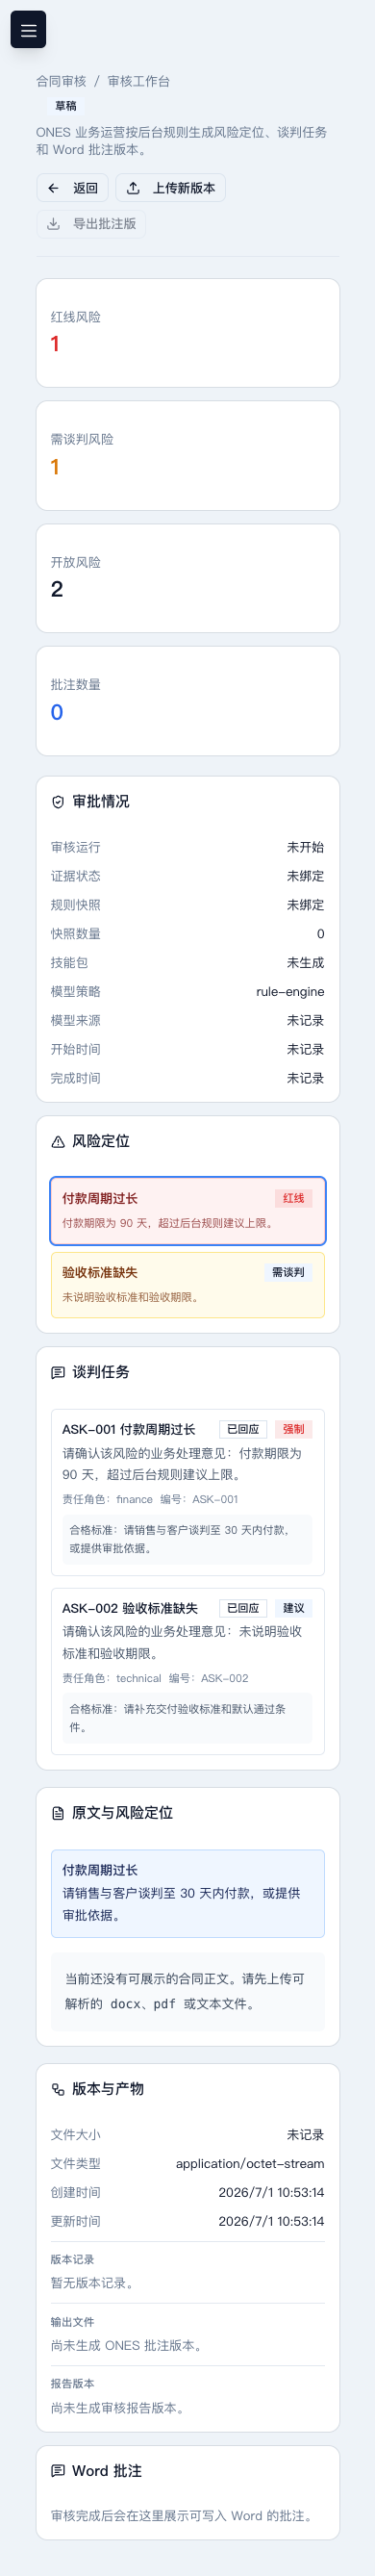 合同审核 / 审核工作台
草稿
ONES 业务运营按后台规则生成风险定位、谈判任务
和 Word 批注版本。
返回
上传新版本
导出批注版
红线风险
1
需谈判风险
1
开放风险
2
批注数量
0
审批情况
审核运行 未开始
证据状态 未绑定
规则快照 未绑定
快照数量 0
技能包 未生成
模型策略 rule-engine
模型来源 未记录
开始时间 未记录
完成时间 未记录
风险定位
付款周期过长 红线
付款期限为 90 天，超过后台规则建议上限。
验收标准缺失 需谈判
未说明验收标准和验收期限。
谈判任务
ASK-001 付款周期过长 已回应 强制
请确认该风险的业务处理意见：付款期限为
90 天，超过后台规则建议上限。
责任角色：finance 编号：ASK-001
合格标准：请销售与客户谈判至 30 天内付款，
或提供审批依据。
ASK-002 验收标准缺失 已回应 建议
请确认该风险的业务处理意见：未说明验收
标准和验收期限。
责任角色：technical 编号：ASK-002
合格标准：请补充交付验收标准和默认通过条
件。
原文与风险定位
付款周期过长
请销售与客户谈判至 30 天内付款，或提供
审批依据。
当前还没有可展示的合同正文。请先上传可
解析的 docx、pdf 或文本文件。
版本与产物
文件大小 未记录
文件类型 application/octet-stream
创建时间 2026/7/1 10:53:14
更新时间 2026/7/1 10:53:14
版本记录
暂无版本记录。
输出文件
尚未生成 ONES 批注版本。
报告版本
尚未生成审核报告版本。
Word 批注
审核完成后会在这里展示可写入 Word 的批注。